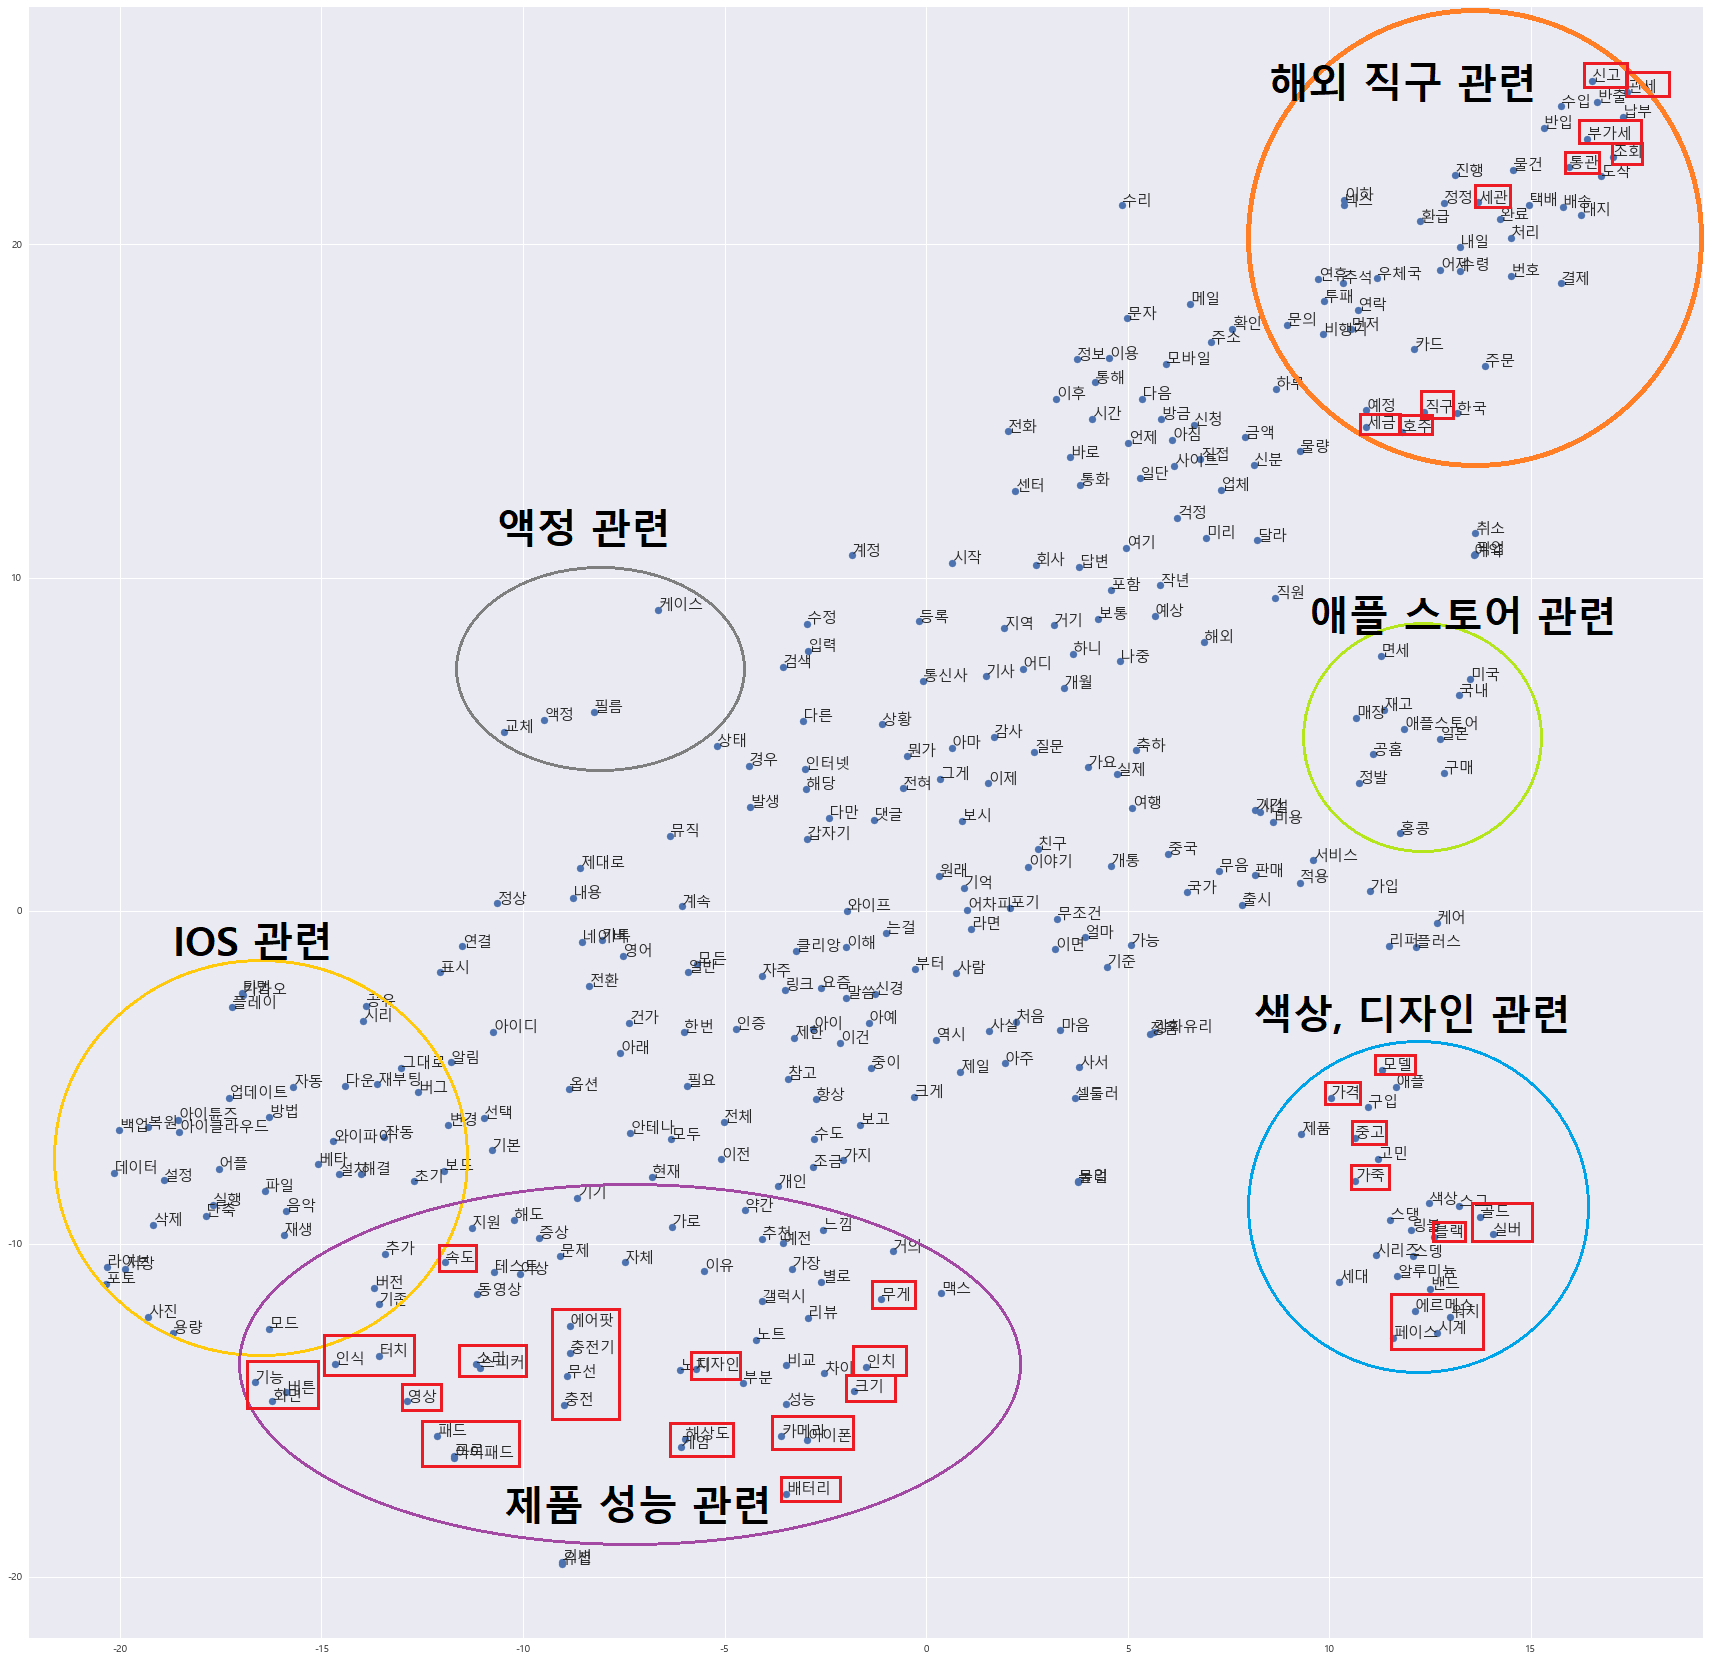 해외 직구 관련
신고
관세
수입
반출
납부
반입
부가세
조회
통관
도착
물건
진행
이화
박스
정정
세관
택배
배송
대지
환급
완료
수리
처리
20
내일
어제
수령
번호
결제
연휴
추석
우체국
투패
연락
메일
문자
확인
문의
비행기
먼저
주소
카드
정보
이용
모바일
주문
통해
하루
이후
다음
예정
직구
한국
시간
방금
신청
세금
호주
전화
언제
아침
금액
물량
바로
사이트
직접
신분
센터
통화
일단
업체
걱정
액정 관련
미리
달라
취소
예약
계정
시작
회사
답변
여기
10
포함
작년
직원
케이스
애플 스토어 관련
수정
등록
지역
거기
보통
예상
입력
하니
해외
면세
검색
통신사
기사
어디
나중
개월
미국
국내
필름
액정
교체
다른
상황
매장
재고
애플스토어
상태
뭔가
아마
감사
질문
축하
일본
경우
인터넷
가요
실제
공홈
구매
해당
전혀
그게
이제
정발
발생
다만
댓글
보시
여행
비용
뮤직
갑자기
홍콩
친구
제대로
원래
이야기
개통
중국
무음
판매
서비스
적용
가입
정상
내용
계속
기억
국가
0
와이프
어차피
포기
출시
IOS 관련
라면
무조건
케어
연결
네이버
영어
클리앙
이해
는걸
이면
얼마
가능
리퍼
플러스
표시
모든
일반
자주
부터
사람
기준
전환
링크
요즘
말씀
신경
플레이
공유
시리
색상, 디자인 관련
아이디
건가
한번
인증
제한
아이
아예
이건
역시
사실
처음
마음
강화유리
아래
그대로
알림
중이
제일
아주
사서
모델
업데이트
자동
다운
재부팅
버그
옵션
필요
참고
항상
크게
셀룰러
가격
애플
구입
백업
복원
아이튠즈
아이클라우드
방법
와이파이
작동
변경
선택
안테나
모두
전체
수도
보고
제품
중고
데이터
설정
어플
베타
설치
해결
보드
기본
이전
조금
가지
고민
파일
초기
현재
개인
가죽
삭제
실행
단축
음악
재생
기기
약간
색상
골드
실버
해도
지원
증상
가로
추천
예전
느낌
스댕
링블
블랙
-10
추가
속도
문제
자체
거의
시리즈
스뎅
포토
버전
테스트
이상
이유
가장
별로
세대
알루미늄
밴드
기존
동영상
갤럭시
무게
맥스
사진
용량
모드
에어팟
리뷰
에르메스
워치
페이스
시계
인식
터치
소리
스피커
충전기
노트
디자인
비교
차이
인치
기능
버튼
화면
영상
무선
충전
부분
성능
크기
패드
아이패드
해상도
게임
카메라
아이폰
배터리
제품 성능 관련
-20
-20
-15
-10
-5
0
5
10
15